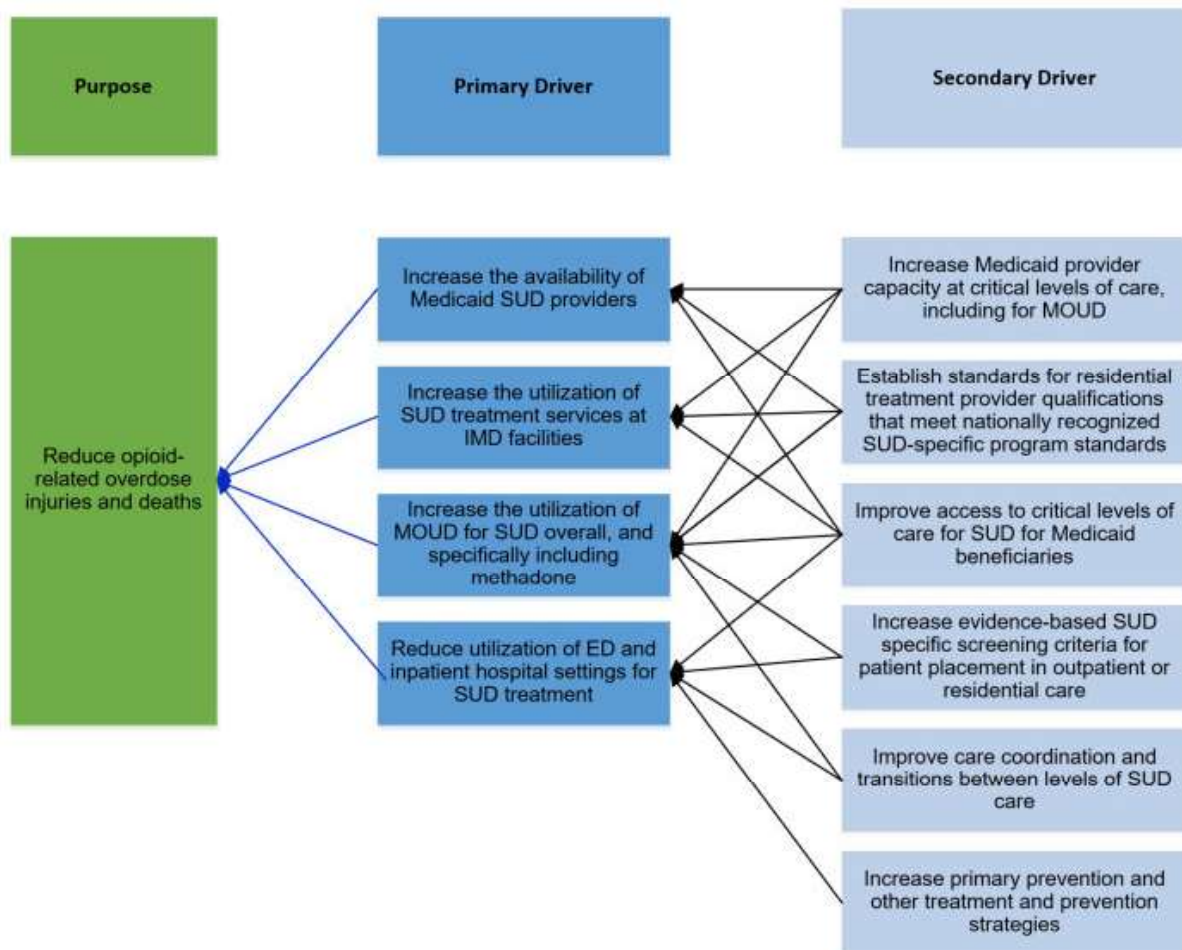 Purpose
Primary Driver
Secondary Driver
Reduce opioid-
related overdose
injuries and deaths
Increase the availability of
Medicaid SUD providers
Increase the utilization of
SUD treatment services at
IMD facilities
Increase the utilization of
MOUD for SUD overall, and
specifically including
methadone
Reduce utilization of ED and
inpatient hospital settings for
SUD treatment
Increase Medicaid provider
capacity at critical levels of care,
including for MOUD
Establish standards for residential
treatment provider qualifications
that meet nationally recognized
SUD-specific program standards
Improve access to critical levels of
care for SUD for Medicaid
beneficiaries
Increase evidence-based SUD
specific screening criteria for
patient placement in outpatient or
residential care
Improve care coordination and
transitions between levels of SUD
care
Increase primary prevention and
other treatment and prevention
strategies